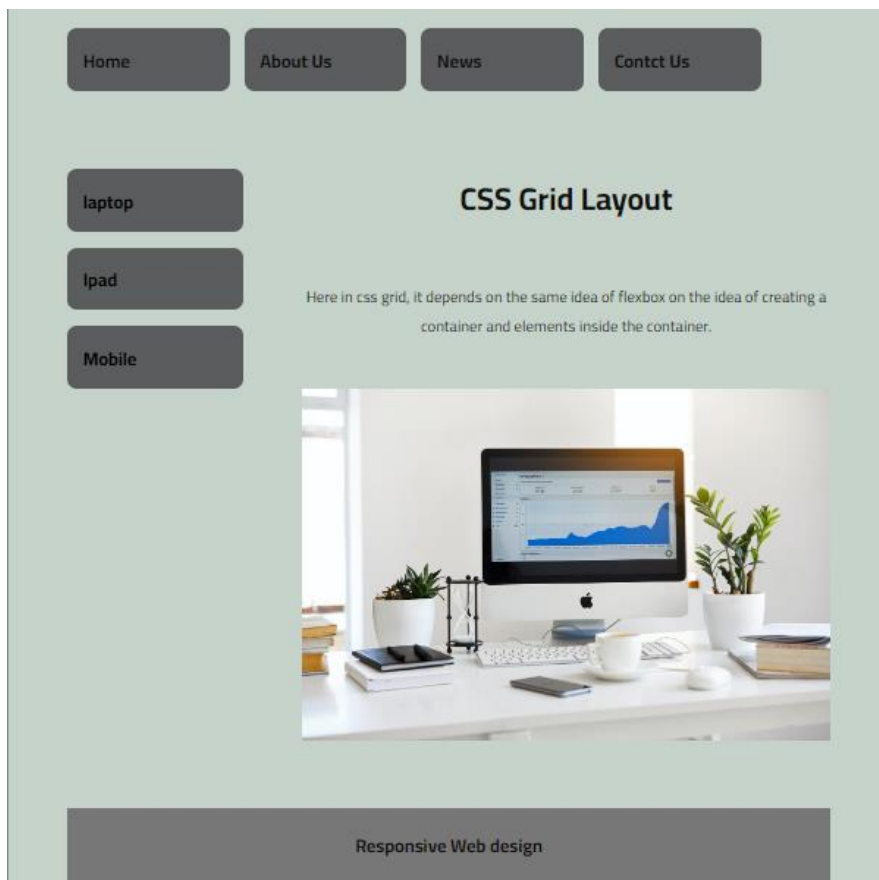 Home
About Us
News
Contct Us
laptop
Ipad
Mobile
CSS Grid Layout
Here in css grid, it depends on the same idea of flexbox on the idea of creating a
container and elements inside the container.
Responsive Web design